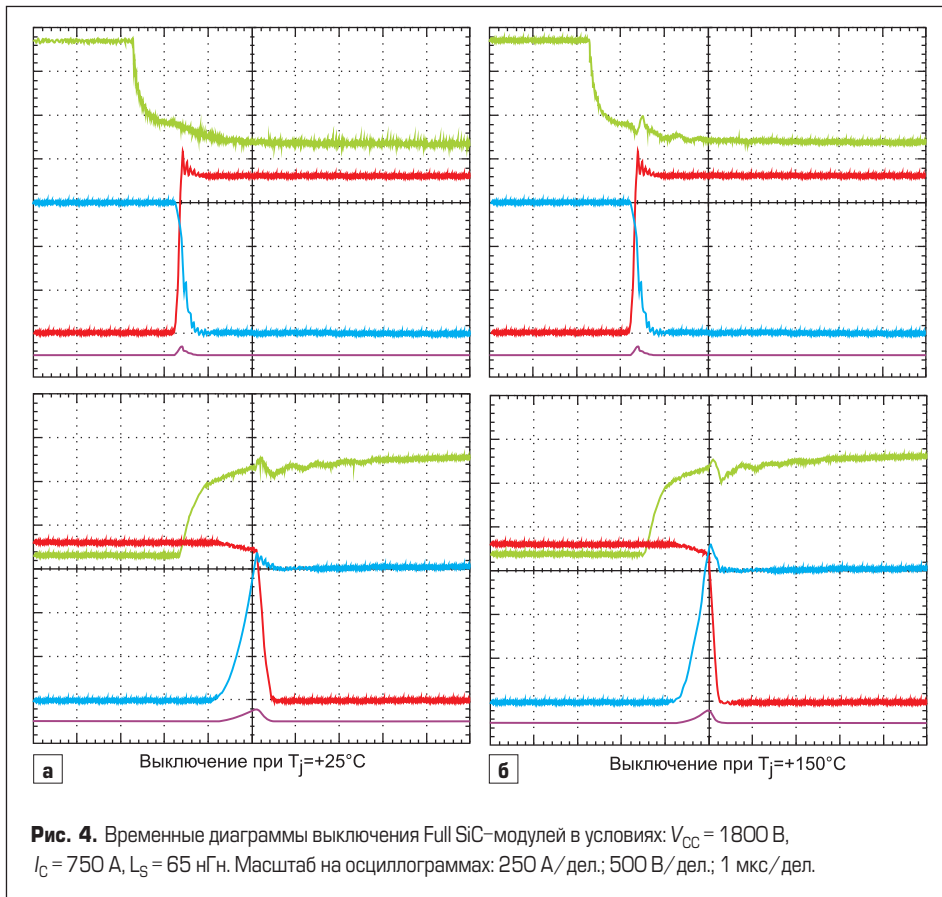 а Выключение при Tj=+25°C
б Выключение при Tj=+150°C
Рис. 4. Временные диаграммы выключения Full SiC-модулей в условиях: VCC = 1800 В,
IC = 750 А, LS = 65 нГн. Масштаб на осциллограммах: 250 А/дел.; 500 В/дел.; 1 мкс/дел.